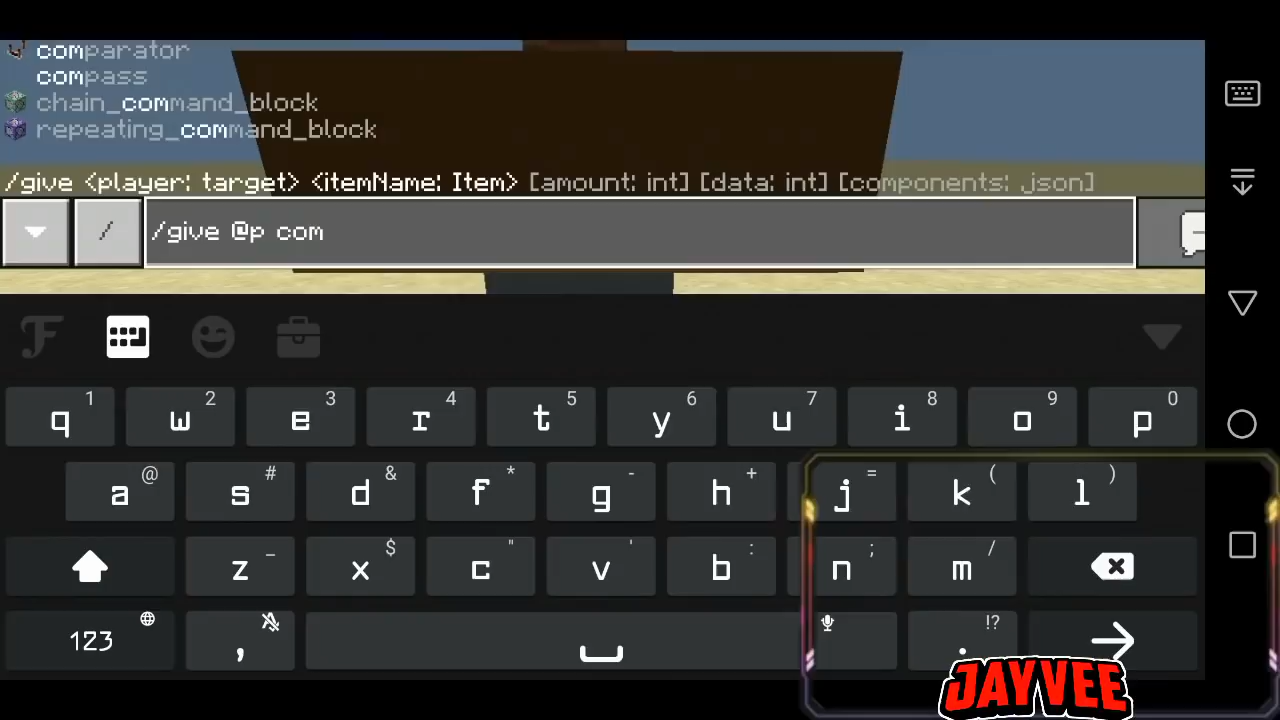 comparator
compass
chain_command_block
repeating_command_block
/give <player: target> <itemName: Item> [amount: int] [data: int] [components: .json]
/ /give @p com
F
1 2 3 4 5 6 7 8 9 0
q w e r t y u i o p
@ # & * - + = ( )
a s d f g h j k l
_ $ " ' : ; /
z x c v b n m
!?
123 , .
JAYVEE